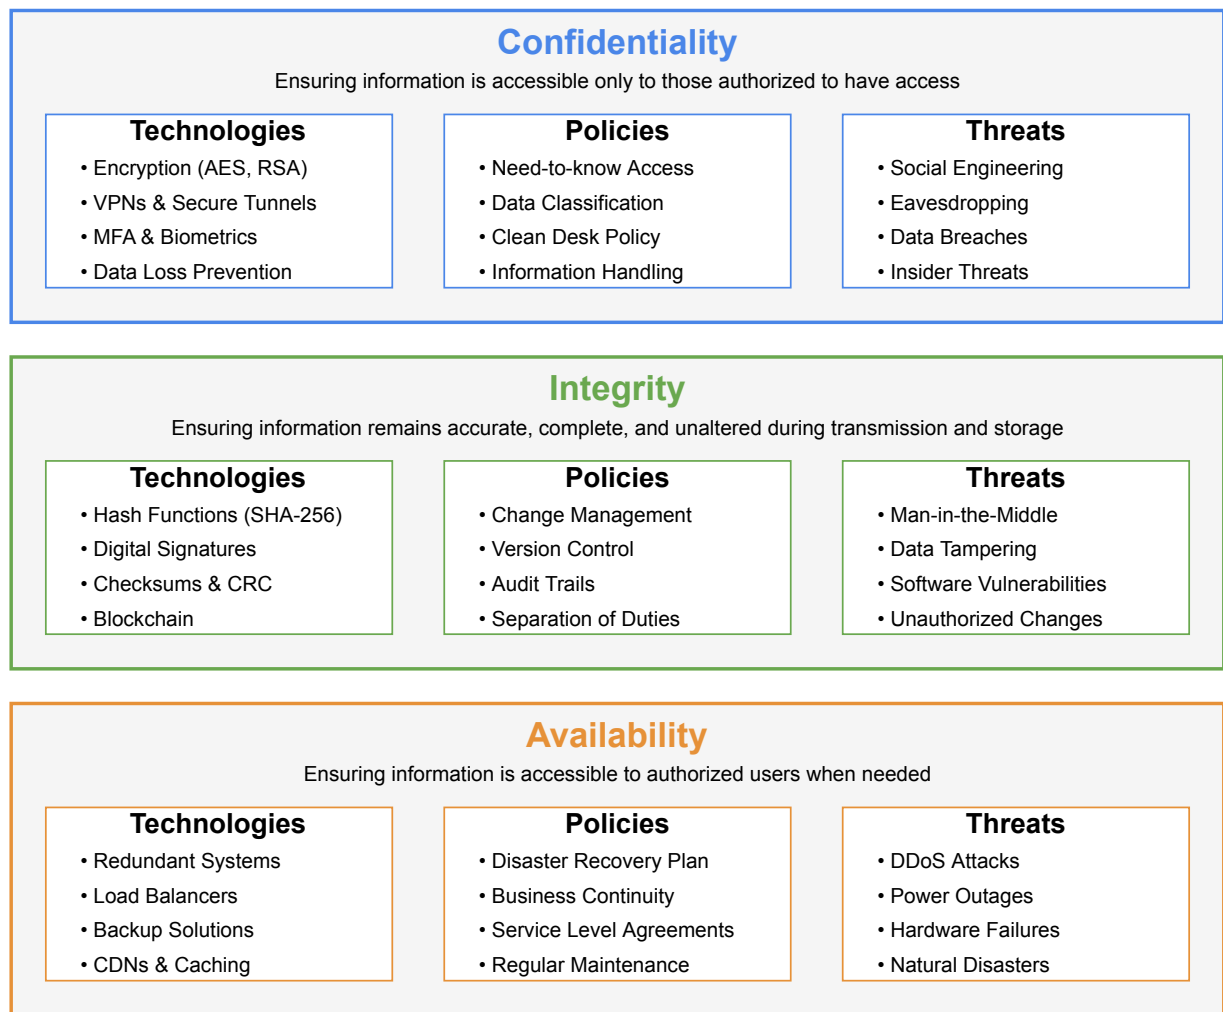 Confidentiality
Ensuring information is accessible only to those authorized to have access
Technologies
• Encryption (AES, RSA)
• VPNs & Secure Tunnels
• MFA & Biometrics
• Data Loss Prevention
Policies
• Need-to-know Access
• Data Classification
• Clean Desk Policy
• Information Handling
Threats
• Social Engineering
• Eavesdropping
• Data Breaches
• Insider Threats
Integrity
Ensuring information remains accurate, complete, and unaltered during transmission and storage
Technologies
• Hash Functions (SHA-256)
• Digital Signatures
• Checksums & CRC
• Blockchain
Policies
• Change Management
• Version Control
• Audit Trails
• Separation of Duties
Threats
• Man-in-the-Middle
• Data Tampering
• Software Vulnerabilities
• Unauthorized Changes
Availability
Ensuring information is accessible to authorized users when needed
Technologies
• Redundant Systems
• Load Balancers
• Backup Solutions
• CDNs & Caching
Policies
• Disaster Recovery Plan
• Business Continuity
• Service Level Agreements
• Regular Maintenance
Threats
• DDoS Attacks
• Power Outages
• Hardware Failures
• Natural Disasters